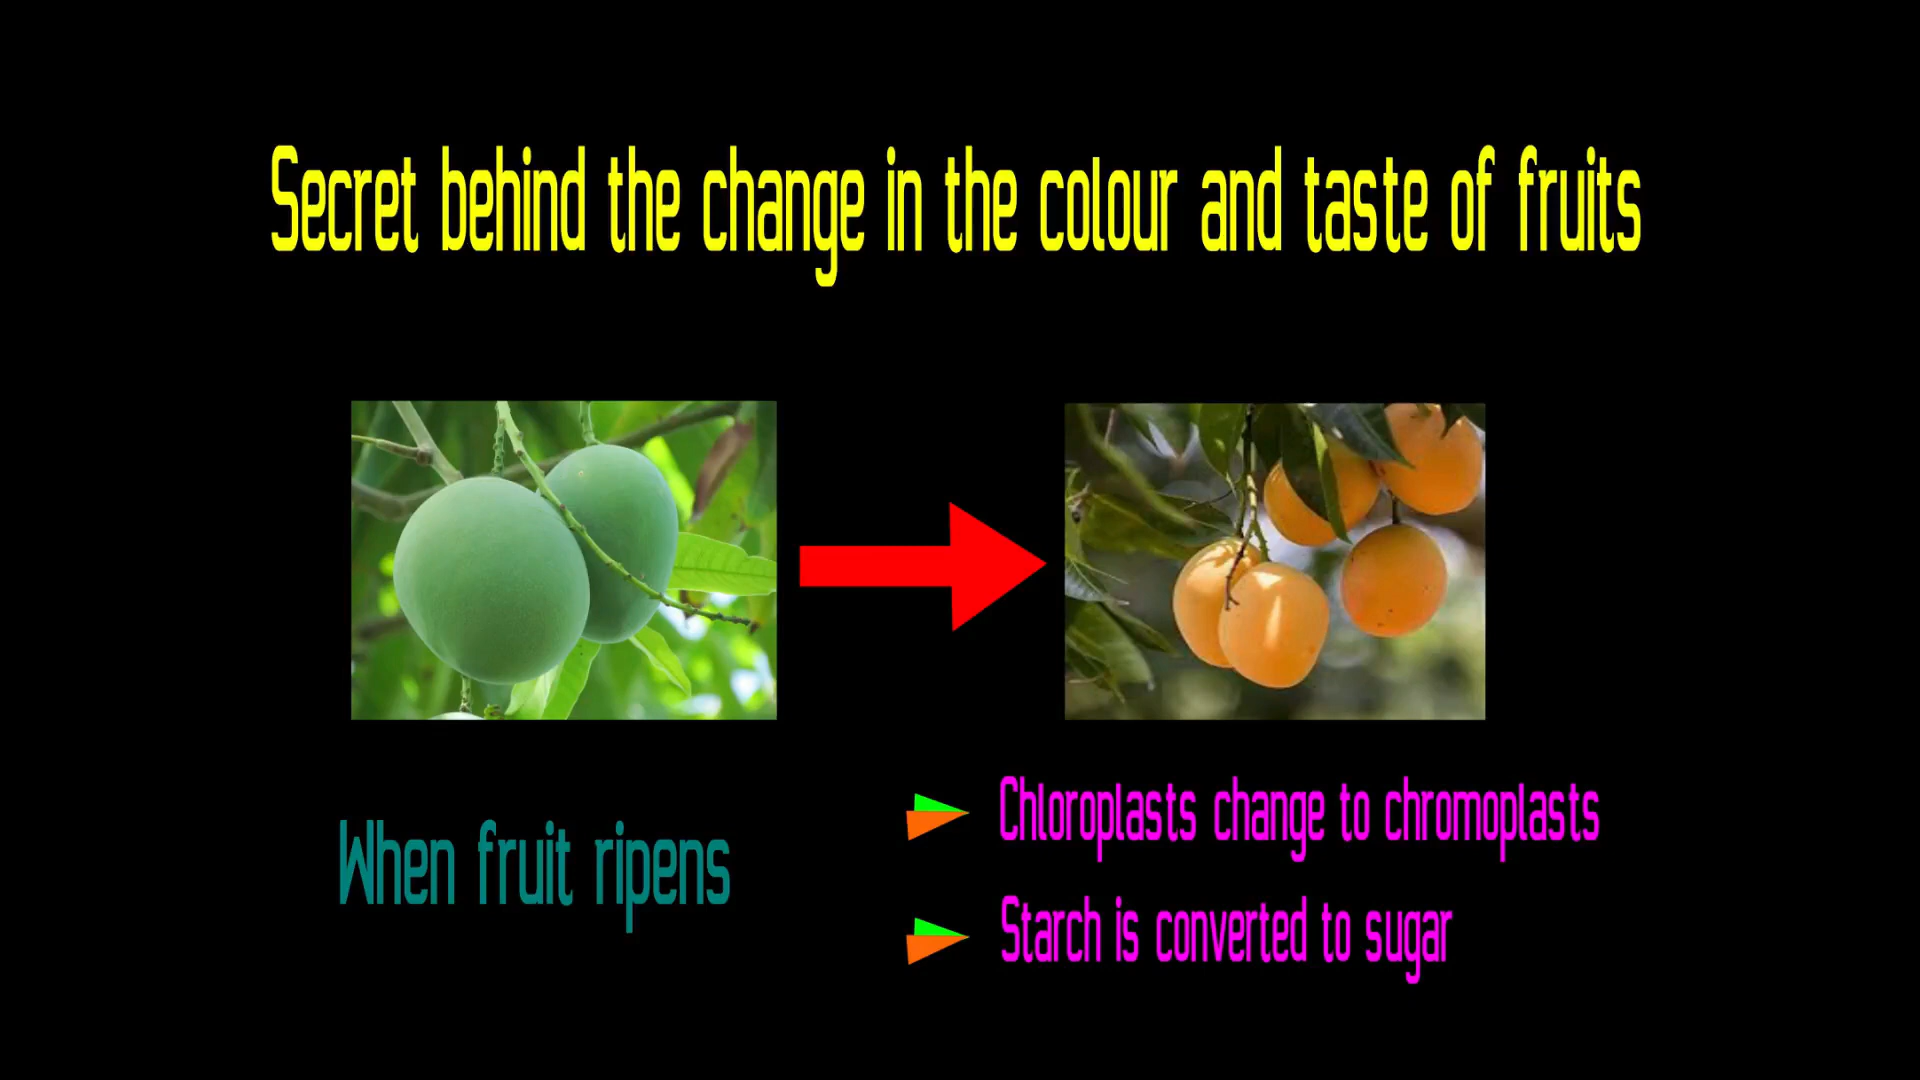 Secret behind the change in the colour and taste of fruits
When fruit ripens
Chloroplasts change to chromoplasts
Starch is converted to sugar